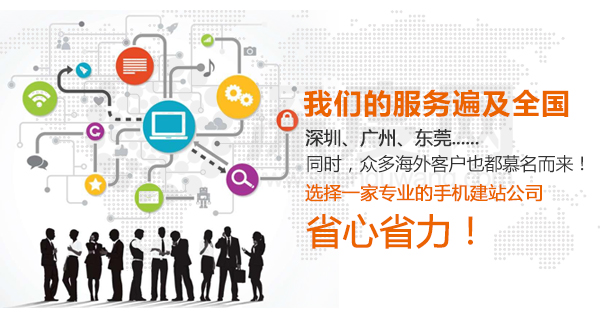 我们的服务遍及全国
深圳、广州、东莞......
同时，众多海外客户也都慕名而来！
选择一家专业的手机建站公司
省心省力！